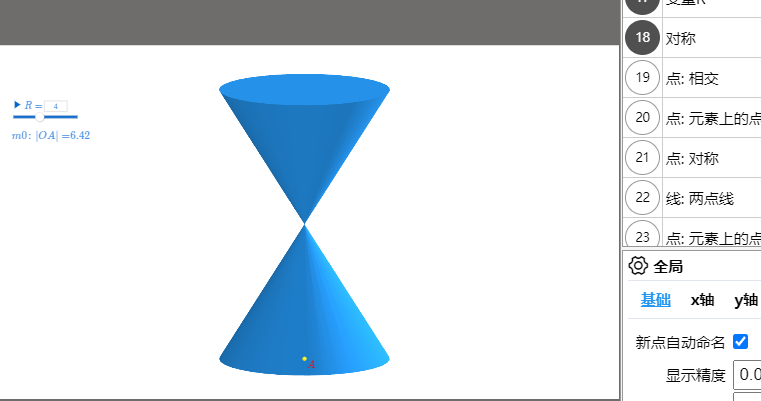 R = 4
m0: |OA| =6.42
A
变量R
18 对称
19 点: 相交
20 点: 元素上的点
21 点: 对称
22 线: 两点线
23 点: 元素上的点
全局
基础 x轴 y轴
新点自动命名
显示精度 0.0